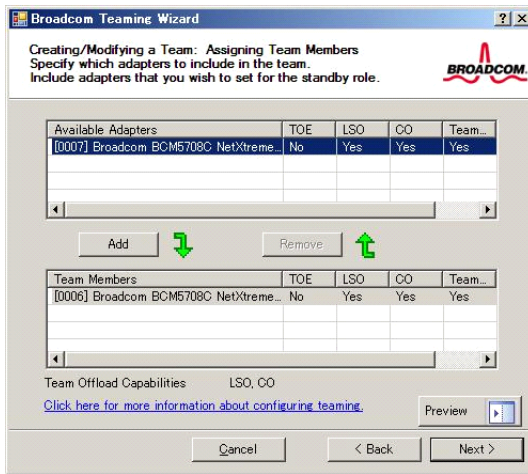 Broadcom Teaming Wizard
Creating/Modifying a Team: Assigning Team Members
Specify which adapters to include in the team.
Include adapters that you wish to set for the standby role.
BROADCOM.
Available Adapters TOE LSO CO Team...
[0007] Broadcom BCM5708C NetXtreme... No Yes Yes Yes
Add Remove
Team Members TOE LSO CO Team...
[0006] Broadcom BCM5708C NetXtreme... No Yes Yes Yes
Team Offload Capabilities LSO, CO
Click here for more information about configuring teaming.
Preview
Cancel < Back Next >